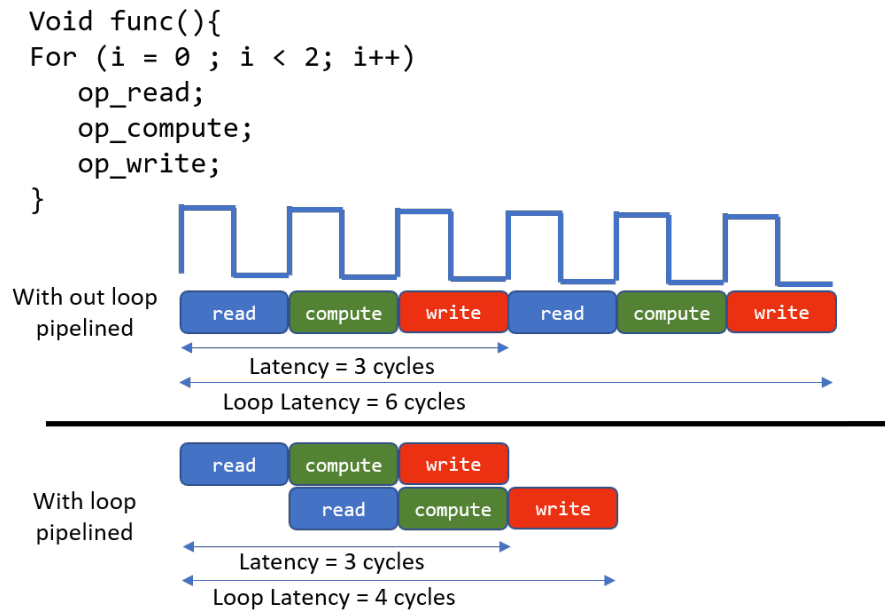 Void func(){
For (i = 0 ; i < 2; i++)
op_read;
op_compute;
op_write;
}
With out loop
pipelined
read compute write read compute write
Latency = 3 cycles
Loop Latency = 6 cycles
With loop
pipelined
read compute write
read compute write
Latency = 3 cycles
Loop Latency = 4 cycles